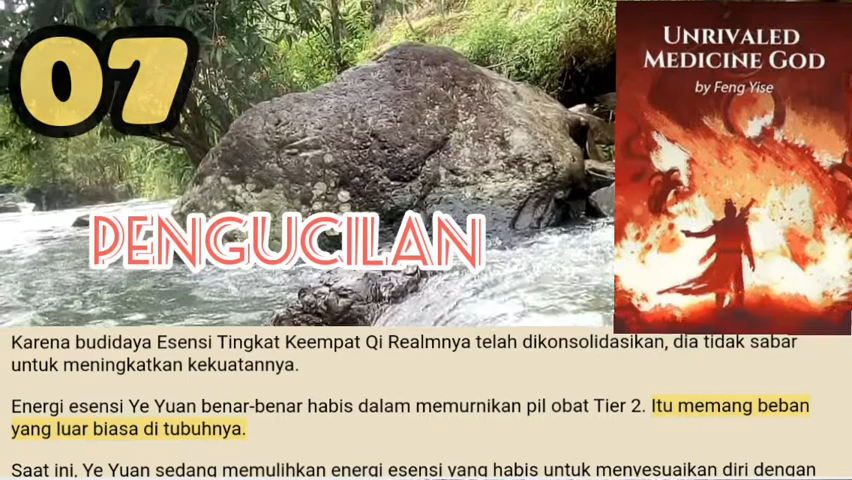 07
UNRIVALED
MEDICINE GOD
by Feng Yise
PENGUCILAN
Karena budidaya Esensi Tingkat Keempat Qi Realmnya telah dikonsolidasikan, dia tidak sabar
untuk meningkatkan kekuatannya.
Energi esensi Ye Yuan benar-benar habis dalam memurnikan pil obat Tier 2. Itu memang beban
yang luar biasa di tubuhnya.
Saat ini, Ye Yuan sedang memulihkan energi esensi yang habis untuk menyesuaikan diri dengan